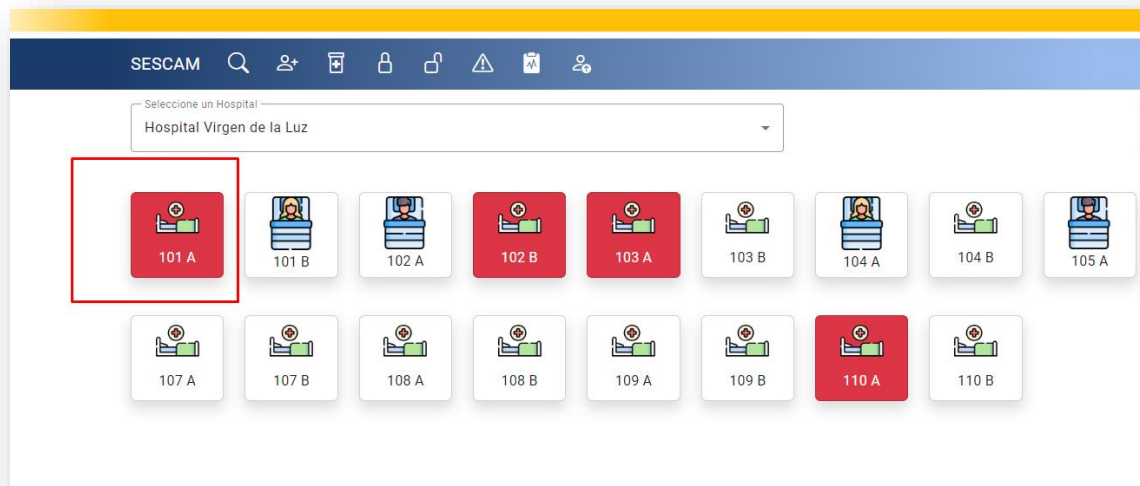 SESCAM
Seleccione un Hospital
Hospital Virgen de la Luz
101 A
101 B
102 A
102 B
103 A
103 B
104 A
104 B
105 A
107 A
107 B
108 A
108 B
109 A
109 B
110 A
110 B